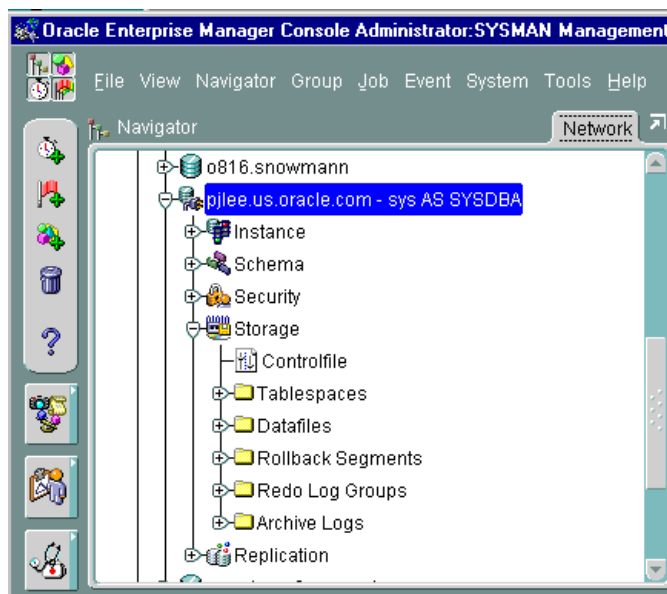 Oracle Enterprise Manager Console Administrator:SYSMAN Management
File View Navigator Group Job Event System Tools Help
Navigator
Network
o816.snowmann
pjlee.us.oracle.com - sys AS SYSDBA
Instance
Schema
Security
Storage
Controlfile
Tablespaces
Datafiles
Rollback Segments
Redo Log Groups
Archive Logs
Replication